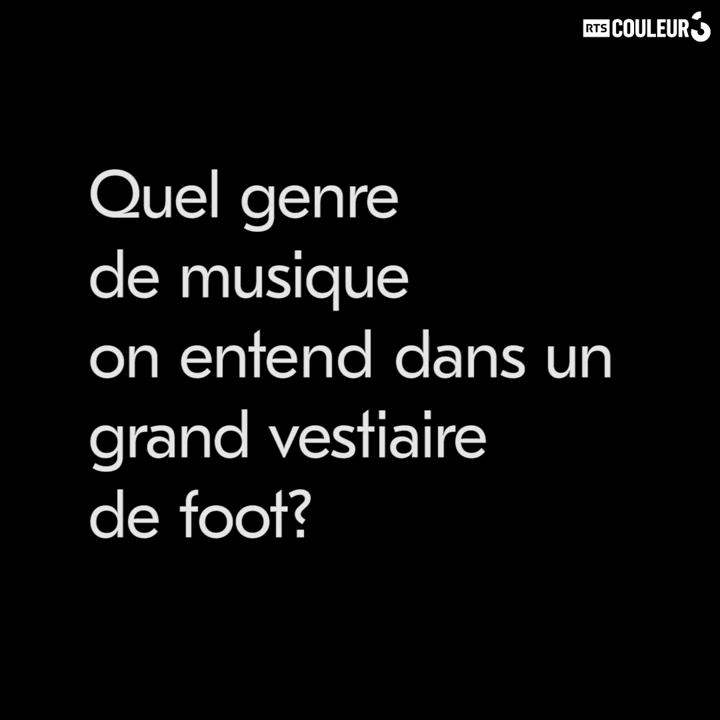 RTS COULEUR3
Quel genre
de musique
on entend dans un
grand vestiaire
de foot?